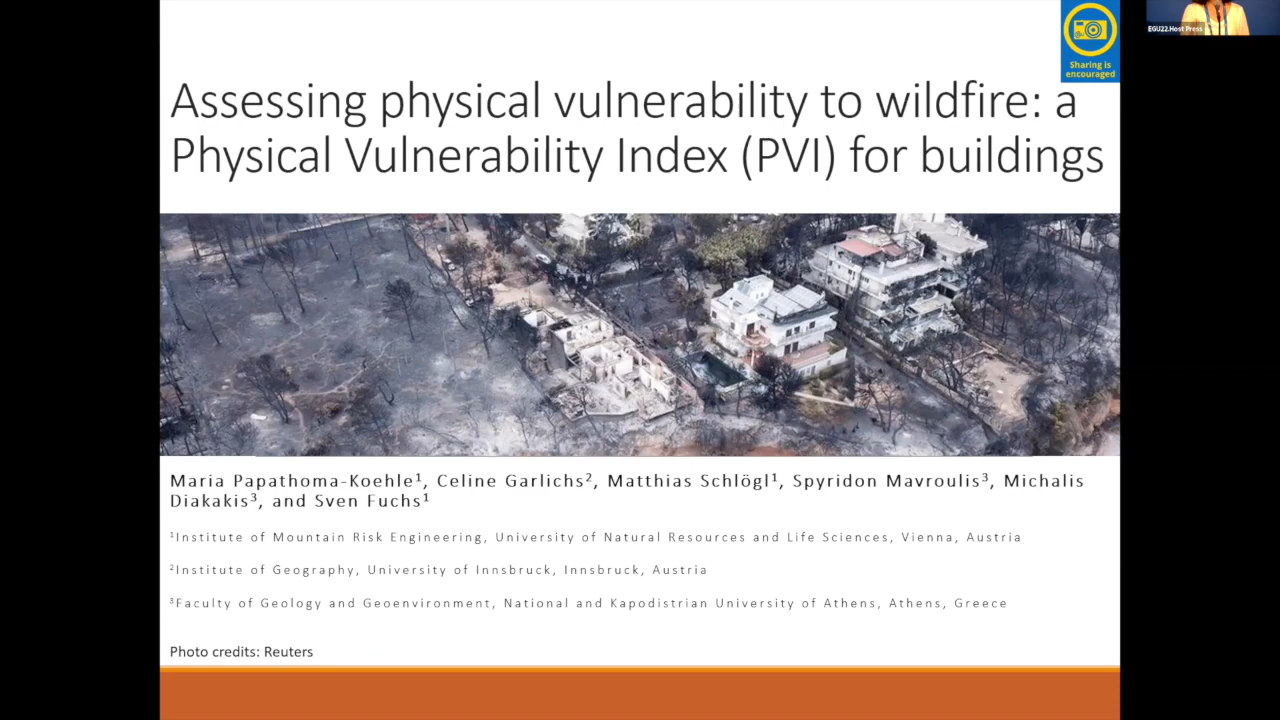 Sharing is
encouraged
EGU22.Host Press
Assessing physical vulnerability to wildfire: a
Physical Vulnerability Index (PVI) for buildings
Maria Papathoma-Koehle¹, Celine Garlichs², Matthias Schlögl¹, Spyridon Mavroulis³, Michalis
Diakakis³, and Sven Fuchs¹
¹Institute of Mountain Risk Engineering, University of Natural Resources and Life Sciences, Vienna, Austria
²Institute of Geography, University of Innsbruck, Innsbruck, Austria
³Faculty of Geology and Geoenvironment, National and Kapodistrian University of Athens, Athens, Greece
Photo credits: Reuters